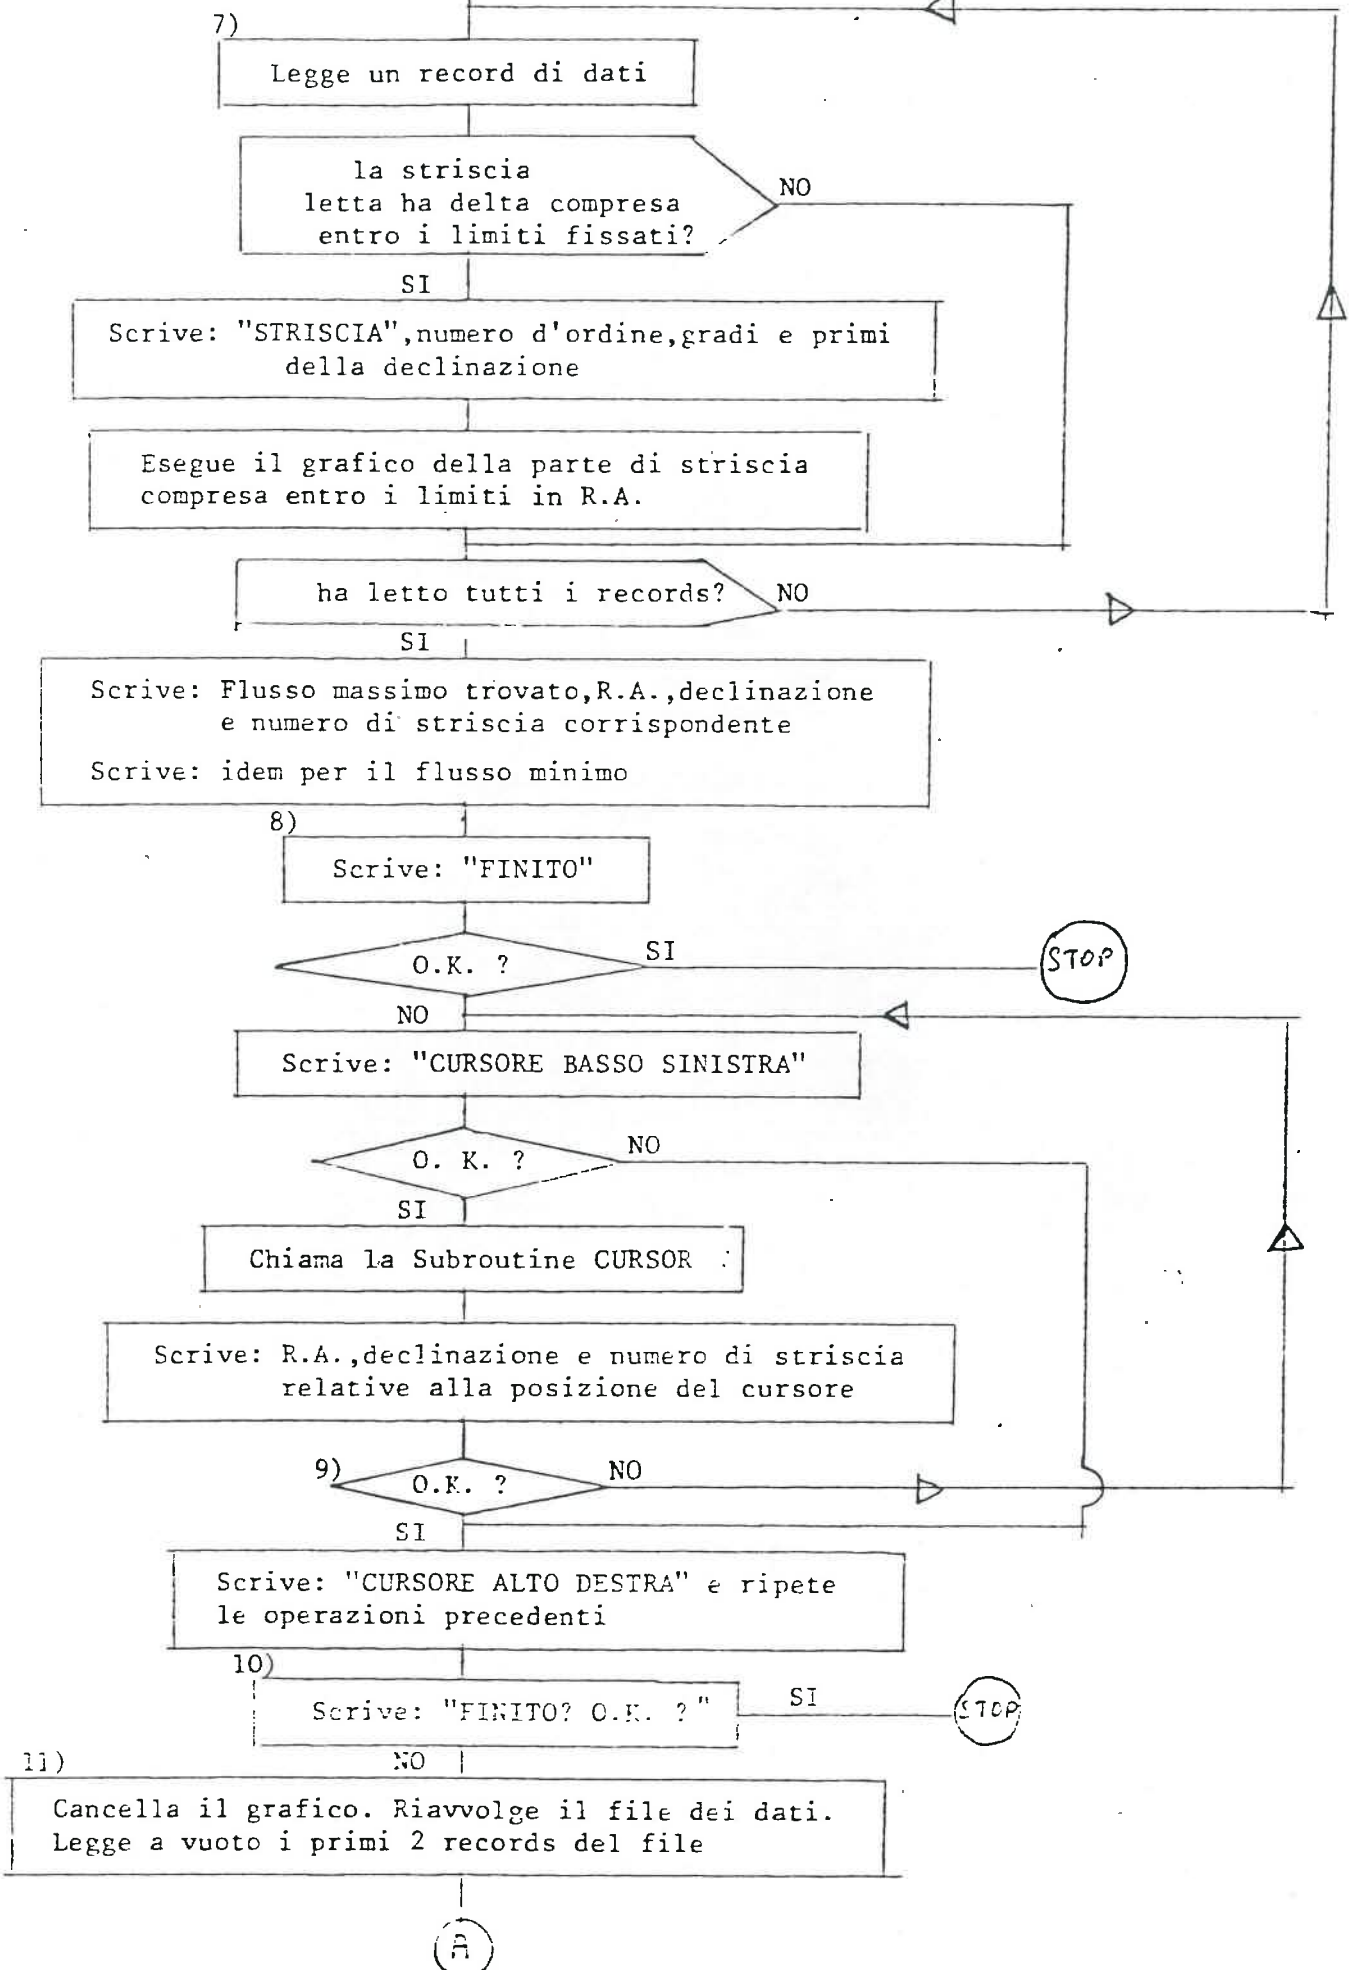 7)
Legge un record di dati
la striscia
letta ha delta compresa
entro i limiti fissati?
NO
SI
Scrive: "STRISCIA",numero d'ordine,gradi e primi
della declinazione
Esegue il grafico della parte di striscia
compresa entro i limiti in R.A.
ha letto tutti i records?
NO
SI
Scrive: Flusso massimo trovato,R.A.,declinazione
e numero di striscia corrispondente
Scrive: idem per il flusso minimo
8)
Scrive: "FINITO"
O.K. ?
SI
STOP
NO
Scrive: "CURSORE BASSO SINISTRA"
O. K. ?
NO
SI
Chiama la Subroutine CURSOR
Scrive: R.A.,declinazione e numero di striscia
relative alla posizione del cursore
9)
O.K. ?
NO
SI
Scrive: "CURSORE ALTO DESTRA" e ripete
le operazioni precedenti
10)
Scrive: "FINITO? O.K. ?"
SI
STOP
NO
11)
Cancella il grafico. Riavvolge il file dei dati.
Legge a vuoto i primi 2 records del file
A